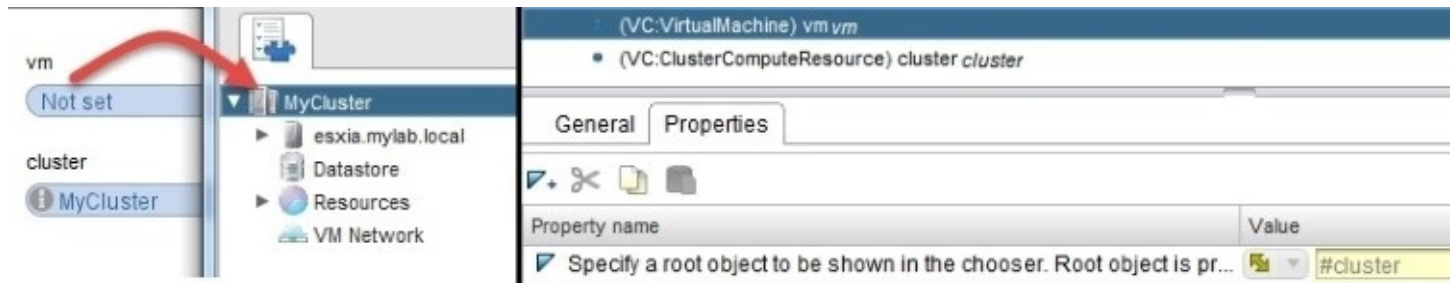 vm
Not set
cluster
MyCluster
MyCluster
esxia.mylab.local
Datastore
Resources
VM Network
(VC:VirtualMachine) vm vm
(VC:ClusterComputeResource) cluster cluster
General Properties
Property name Value
Specify a root object to be shown in the chooser. Root object is pr... #cluster